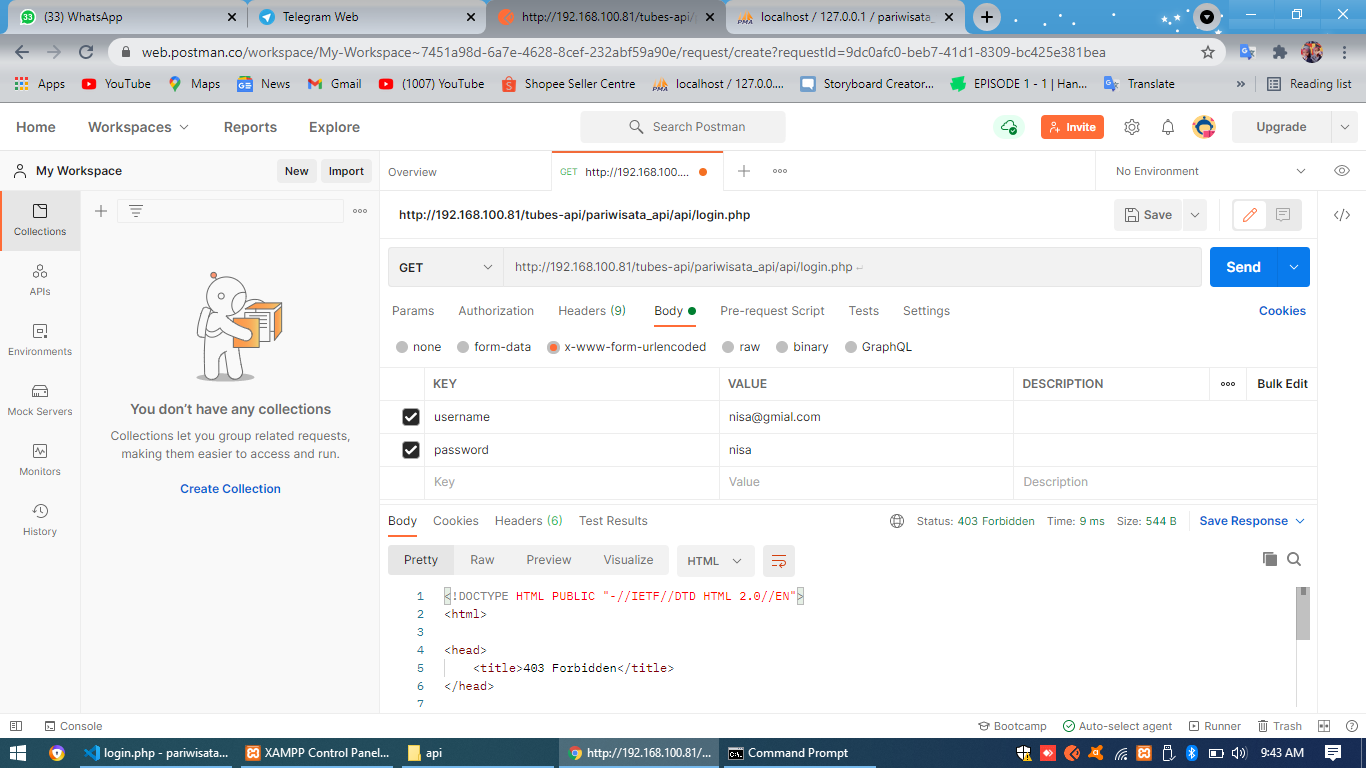 33
(33) WhatsApp
Telegram Web
http://192.168.100.81/tubes-api/p
PMA
localhost / 127.0.0.1 / pariwisata_
web.postman.co/workspace/My-Workspace~7451a98d-6a7e-4628-8cef-232abf59a90e/request/create?requestId=9dc0afc0-beb7-41d1-8309-bc425e381bea
Apps
YouTube
Maps
News
Gmail
(1007) YouTube
Shopee Seller Centre
PMA
localhost / 127.0.0....
Storyboard Creator...
EPISODE 1 - 1 | Han...
Translate
»
Reading list
Home
Workspaces
Reports
Explore
Search Postman
Invite
Upgrade
My Workspace
New
Import
Overview
GET http://192.168.100....
No Environment
Collections
APIs
Environments
Mock Servers
Monitors
History
You don't have any collections
Collections let you group related requests,
making them easier to access and run.
Create Collection
http://192.168.100.81/tubes-api/pariwisata_api/api/login.php
Save
</>
GET
http://192.168.100.81/tubes-api/pariwisata_api/api/login.php
Send
Params
Authorization
Headers (9)
Body
Pre-request Script
Tests
Settings
Cookies
none
form-data
x-www-form-urlencoded
raw
binary
GraphQL
KEY
VALUE
DESCRIPTION
Bulk Edit
username
nisa@gmial.com
password
nisa
Key
Value
Description
Body
Cookies
Headers (6)
Test Results
Status: 403 Forbidden
Time: 9 ms
Size: 544 B
Save Response
Pretty
Raw
Preview
Visualize
HTML
1 <!DOCTYPE HTML PUBLIC "-//IETF//DTD HTML 2.0//EN">
2 <html>
3
4 <head>
5 <title>403 Forbidden</title>
6 </head>
7
Console
Bootcamp
Auto-select agent
Runner
Trash
login.php - pariwisata...
XAMPP Control Panel...
api
http://192.168.100.81/...
Command Prompt
9:43 AM